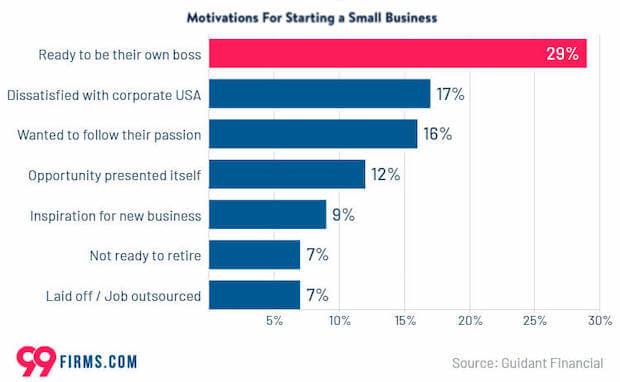 Motivations For Starting a Small Business
Ready to be their own boss 29%
Dissatisfied with corporate USA 17%
Wanted to follow their passion 16%
Opportunity presented itself 12%
Inspiration for new business 9%
Not ready to retire 7%
Laid off / Job outsourced 7%
5% 10% 15% 20% 25% 30%
99 FIRMS.COM
Source: Guidant Financial